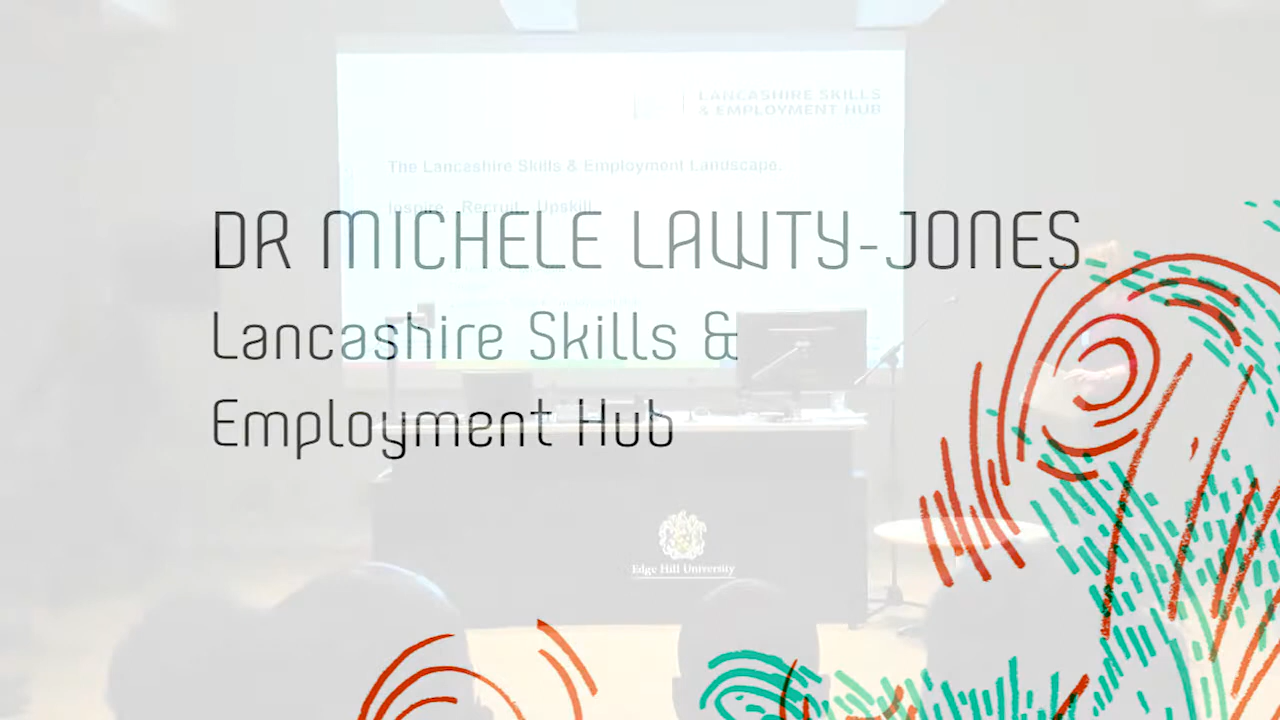 LANCASHIRE SKILLS
& EMPLOYMENT HUB
The Lancashire Skills & Employment Landscape,
Inspire Recruit Upskill
DR MICHELE LAWTY-JONES
Lancashire Skills &
Employment Hub
Edge Hill University